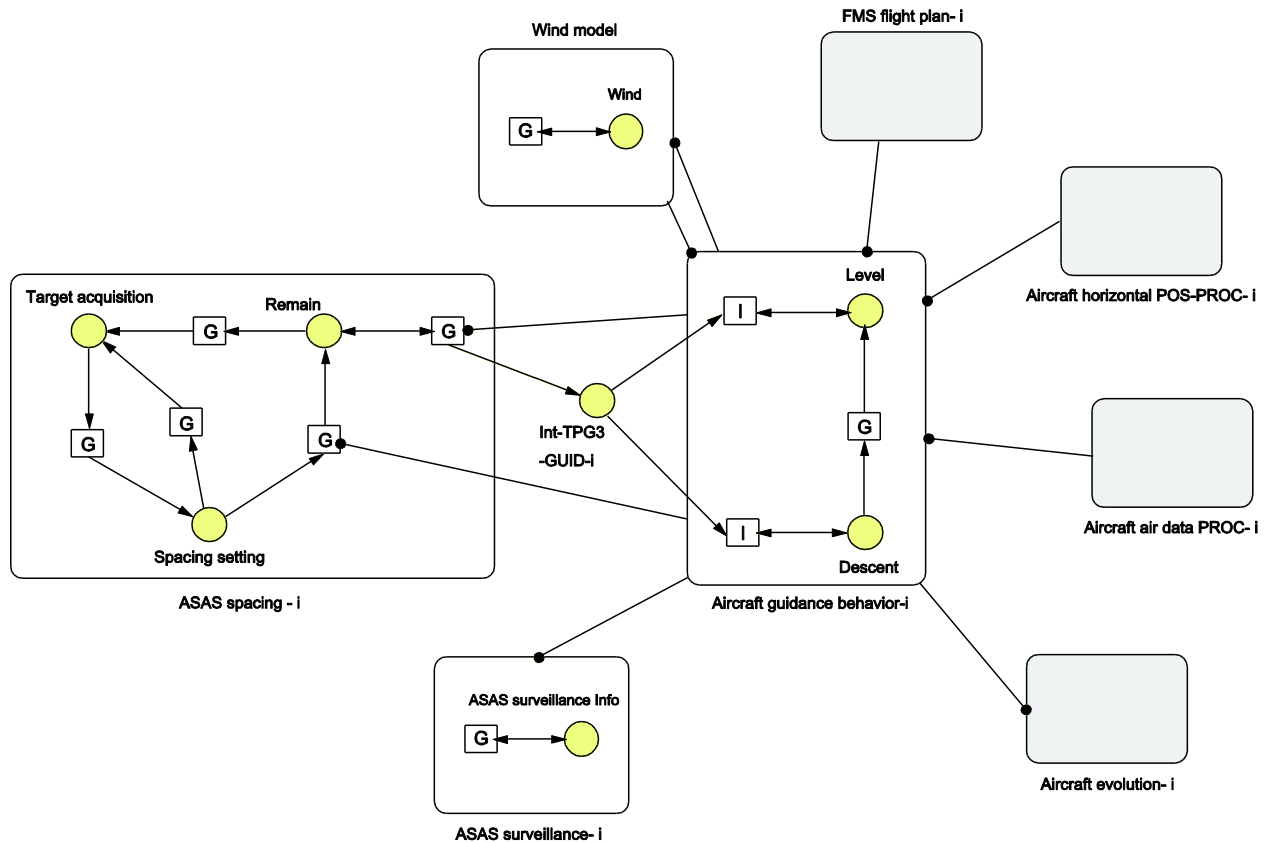 FMS flight plan- i
Wind model
Wind
G
Aircraft horizontal POS-PROC- i
Level
Target acquisition
Remain
G
G
I
Int-TPG3
-GUID-i
G
G
G
G
I
Aircraft air data PROC- i
Spacing setting
Descent
ASAS spacing - i
Aircraft guidance behavior-i
ASAS surveillance Info
G
Aircraft evolution- i
ASAS surveillance- i